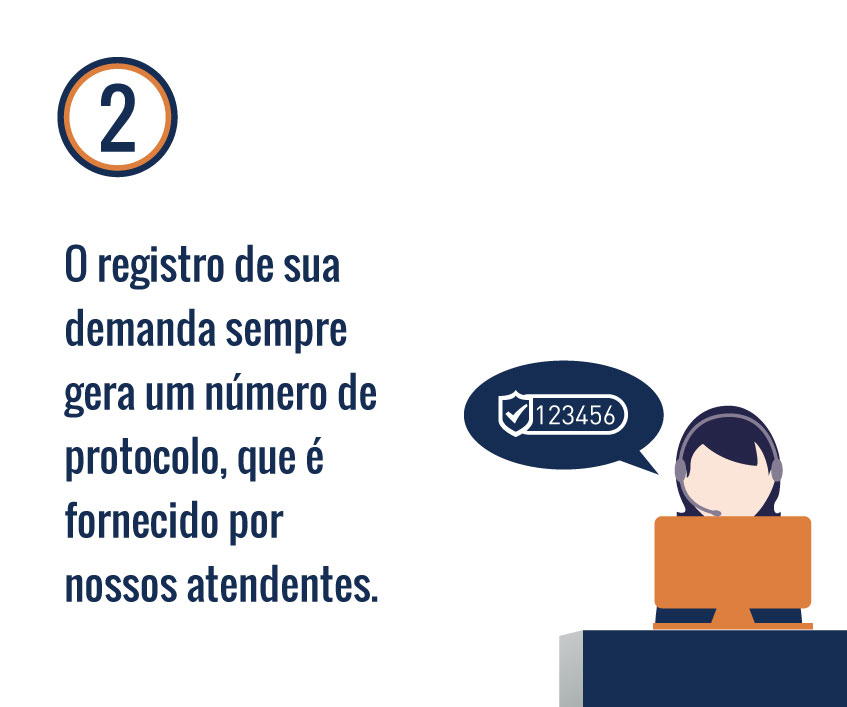 2
O registro de sua
demanda sempre
gera um número de
protocolo, que é
fornecido por
nossos atendentes.
123456